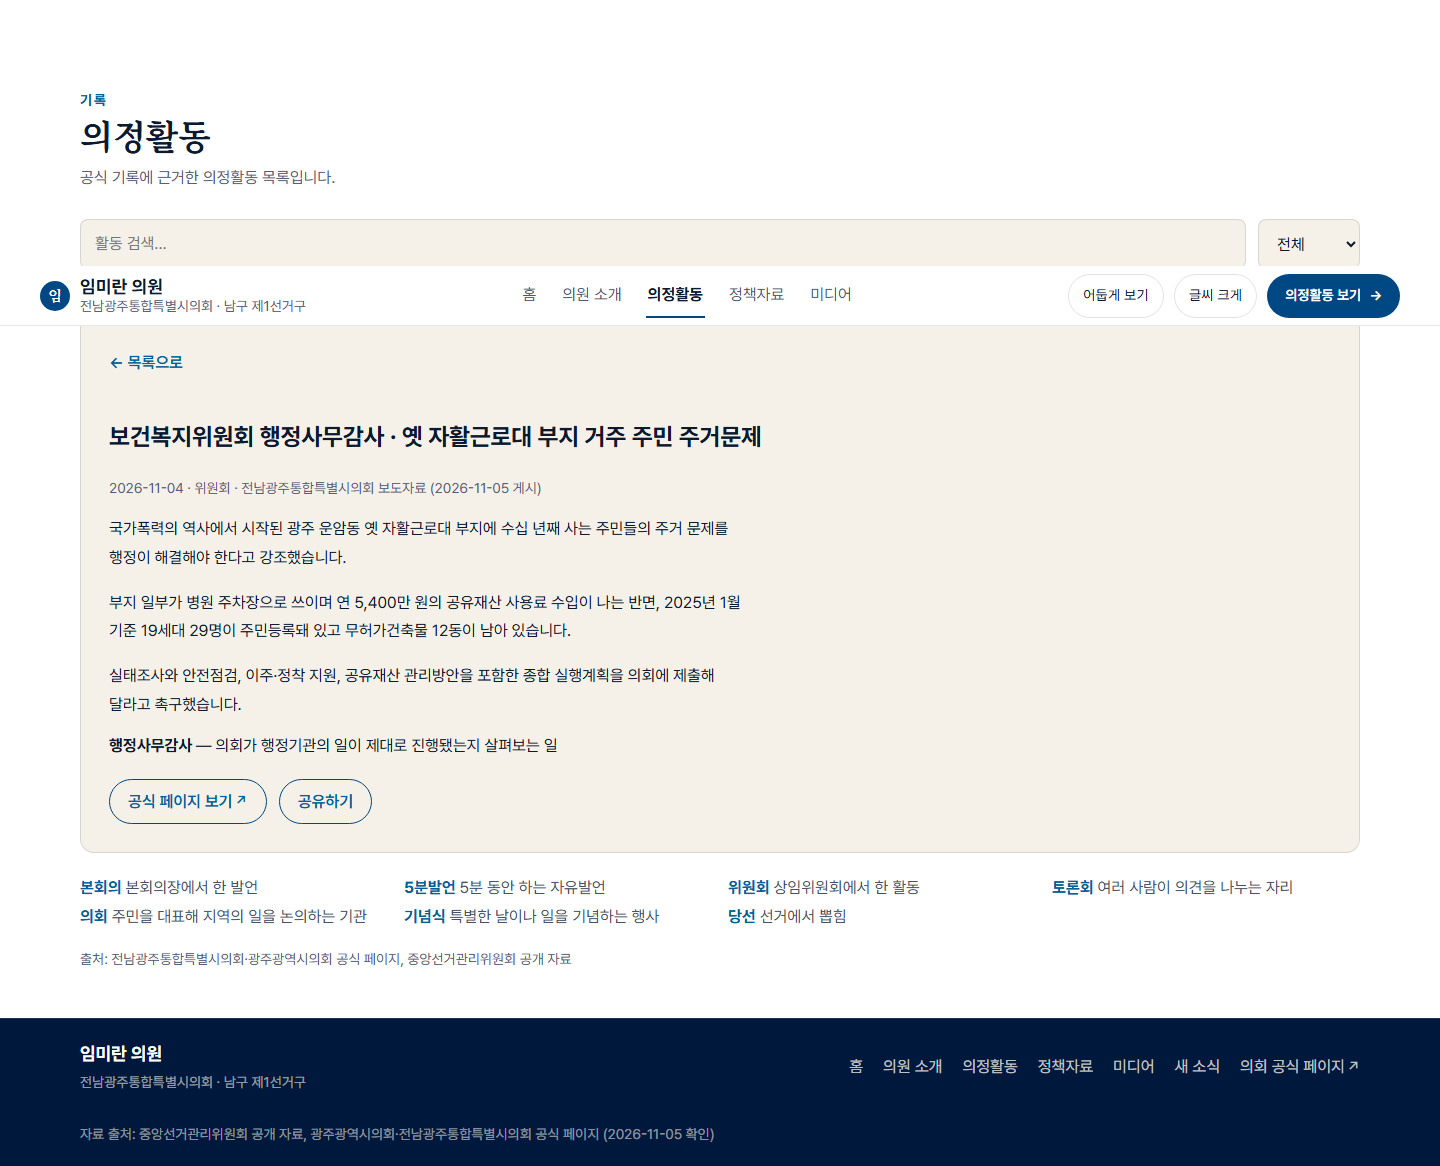 기록
의정활동
공식 기록에 근거한 의정활동 목록입니다.
활동 검색...
전체
임
임미란 의원
전남광주통합특별시의회 · 남구 제1선거구
홈
의원 소개
의정활동
정책자료
미디어
어둡게 보기
글씨 크게
의정활동 보기 →
← 목록으로
보건복지위원회 행정사무감사 · 옛 자활근로대 부지 거주 주민 주거문제
2026-11-04 · 위원회 · 전남광주통합특별시의회 보도자료 (2026-11-05 게시)
국가폭력의 역사에서 시작된 광주 운암동 옛 자활근로대 부지에 수십 년째 사는 주민들의 주거 문제를
행정이 해결해야 한다고 강조했습니다.
부지 일부가 병원 주차장으로 쓰이며 연 5,400만 원의 공유재산 사용료 수입이 나는 반면, 2025년 1월
기준 19세대 29명이 주민등록돼 있고 무허가건축물 12동이 남아 있습니다.
실태조사와 안전점검, 이주·정착 지원, 공유재산 관리방안을 포함한 종합 실행계획을 의회에 제출해
달라고 촉구했습니다.
행정사무감사 — 의회가 행정기관의 일이 제대로 진행됐는지 살펴보는 일
공식 페이지 보기 ↗
공유하기
본회의 본회의장에서 한 발언
5분발언 5분 동안 하는 자유발언
위원회 상임위원회에서 한 활동
토론회 여러 사람이 의견을 나누는 자리
의회 주민을 대표해 지역의 일을 논의하는 기관
기념식 특별한 날이나 일을 기념하는 행사
당선 선거에서 뽑힘
출처: 전남광주통합특별시의회·광주광역시의회 공식 페이지, 중앙선거관리위원회 공개 자료
임미란 의원
전남광주통합특별시의회 · 남구 제1선거구
홈
의원 소개
의정활동
정책자료
미디어
새 소식
의회 공식 페이지 ↗
자료 출처: 중앙선거관리위원회 공개 자료, 광주광역시의회·전남광주통합특별시의회 공식 페이지 (2026-11-05 확인)